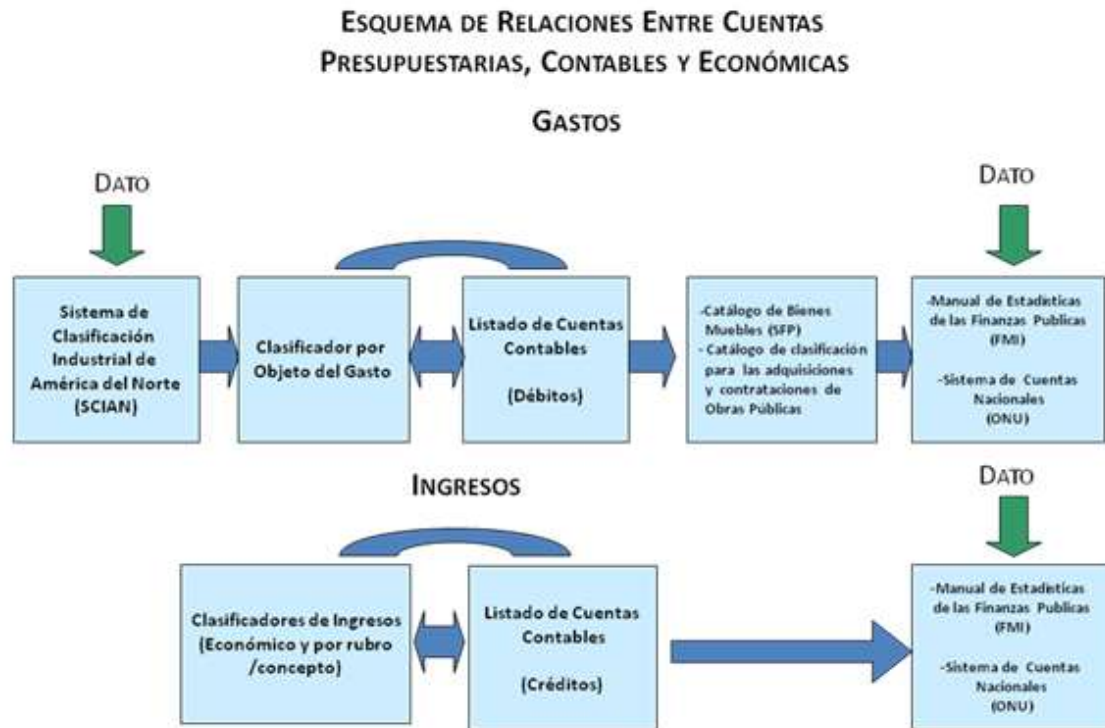 ESQUEMA DE RELACIONES ENTRE CUENTAS
PRESUPUESTARIAS, CONTABLES Y ECONÓMICAS
GASTOS
DATO
DATO
Sistema de
Clasificación
Industrial de
América del Norte
(SCIAN)
Clasificador por
Objeto del Gasto
Listado de Cuentas
Contables
(Débitos)
-Catálogo de Bienes
Muebles (SFP)
- Catálogo de clasificación
para las adquisiciones
y contrataciones de
Obras Públicas
-Manual de Estadísticas
de las Finanzas Publicas
(FMI)
-Sistema de Cuentas
Nacionales
(ONU)
INGRESOS
DATO
Clasificadores de Ingresos
(Económico y por rubro
/concepto)
Listado de Cuentas
Contables
(Créditos)
-Manual de Estadísticas
de las Finanzas Publicas
(FMI)
-Sistema de Cuentas
Nacionales
(ONU)